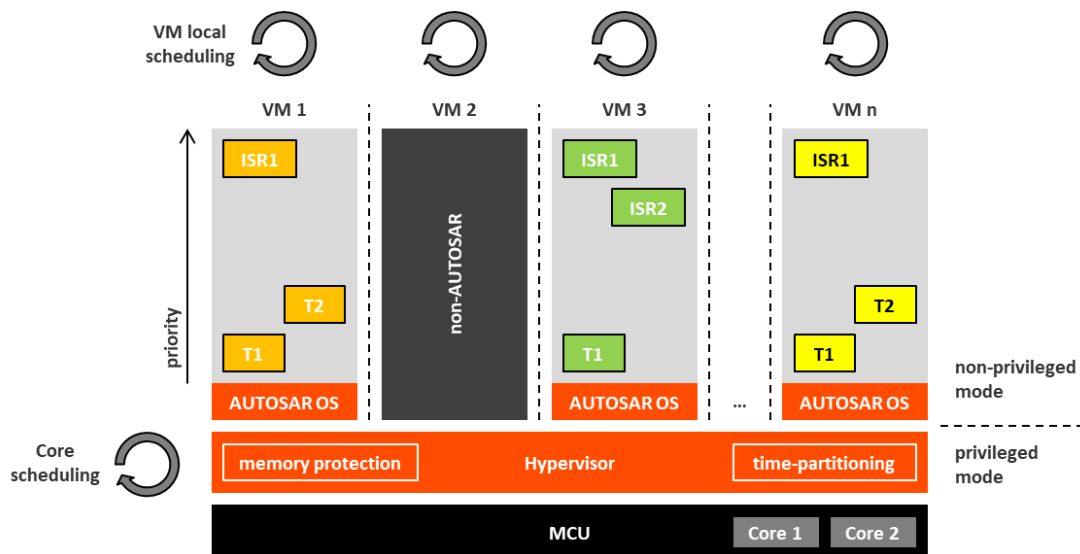 VM local
scheduling
VM 1
VM 2
VM 3
VM n
priority
ISR1
T2
T1
AUTOSAR OS
non-AUTOSAR
ISR1
ISR2
T1
AUTOSAR OS
...
ISR1
T2
T1
AUTOSAR OS
non-privileged
mode
Core
scheduling
memory protection
Hypervisor
time-partitioning
privileged
mode
MCU
Core 1
Core 2